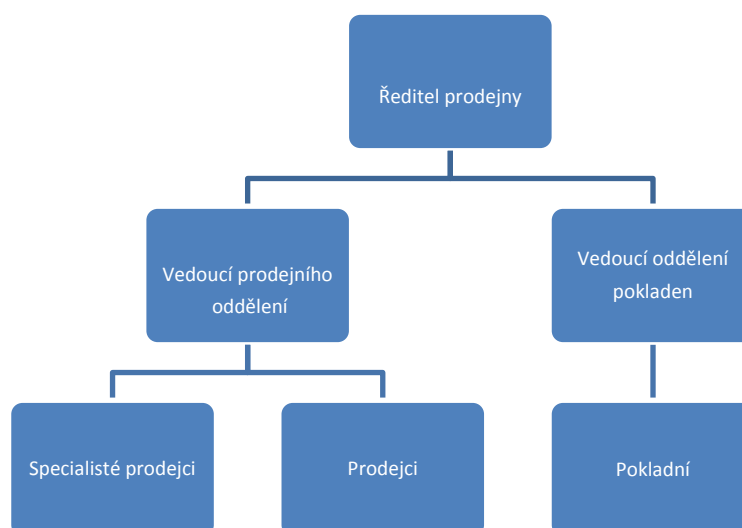 Ředitel prodejny
Vedoucí prodejního
oddělení
Vedoucí oddělení
pokladen
Specialisté prodejci
Prodejci
Pokladní